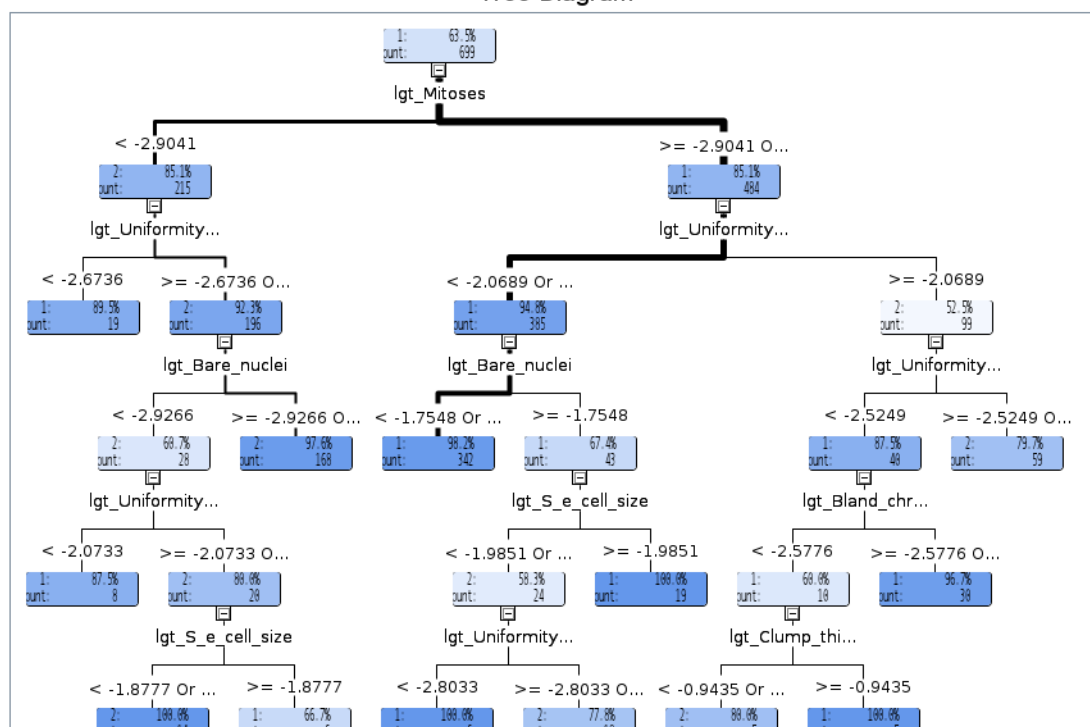 1: 63.5%
ount: 699
lgt_Mitoses
< -2.9041
>= -2.9041 O...
2: 85.1%
ount: 215
1: 85.1%
ount: 484
lgt_Uniformity...
lgt_Uniformity...
< -2.6736
>= -2.6736 O...
< -2.0689 Or ...
>= -2.0689
1: 89.5%
ount: 19
2: 92.3%
ount: 196
1: 94.8%
ount: 385
2: 52.5%
ount: 99
lgt_Bare_nuclei
lgt_Bare_nuclei
lgt_Uniformity...
< -2.9266
>= -2.9266 O...
< -1.7548 Or ...
>= -1.7548
< -2.5249
>= -2.5249 O...
2: 60.7%
ount: 28
2: 97.6%
ount: 168
1: 98.2%
ount: 342
1: 67.4%
ount: 43
1: 87.5%
ount: 40
2: 79.7%
ount: 59
lgt_Uniformity...
lgt_S_e_cell_size
lgt_Bland_chr...
< -2.0733
>= -2.0733 O...
< -1.9851 Or ...
>= -1.9851
< -2.5776
>= -2.5776 O...
1: 87.5%
ount: 8
2: 80.0%
ount: 20
2: 58.3%
ount: 24
1: 100.0%
ount: 19
1: 60.0%
ount: 10
1: 96.7%
ount: 30
lgt_S_e_cell_size
lgt_Uniformity...
lgt_Clump_thi...
< -1.8777 Or ...
>= -1.8777
< -2.8033
>= -2.8033 O...
< -0.9435 Or ...
>= -0.9435
2: 100.0%
1: 66.7%
1: 100.0%
2: 77.8%
2: 80.0%
1: 100.0%